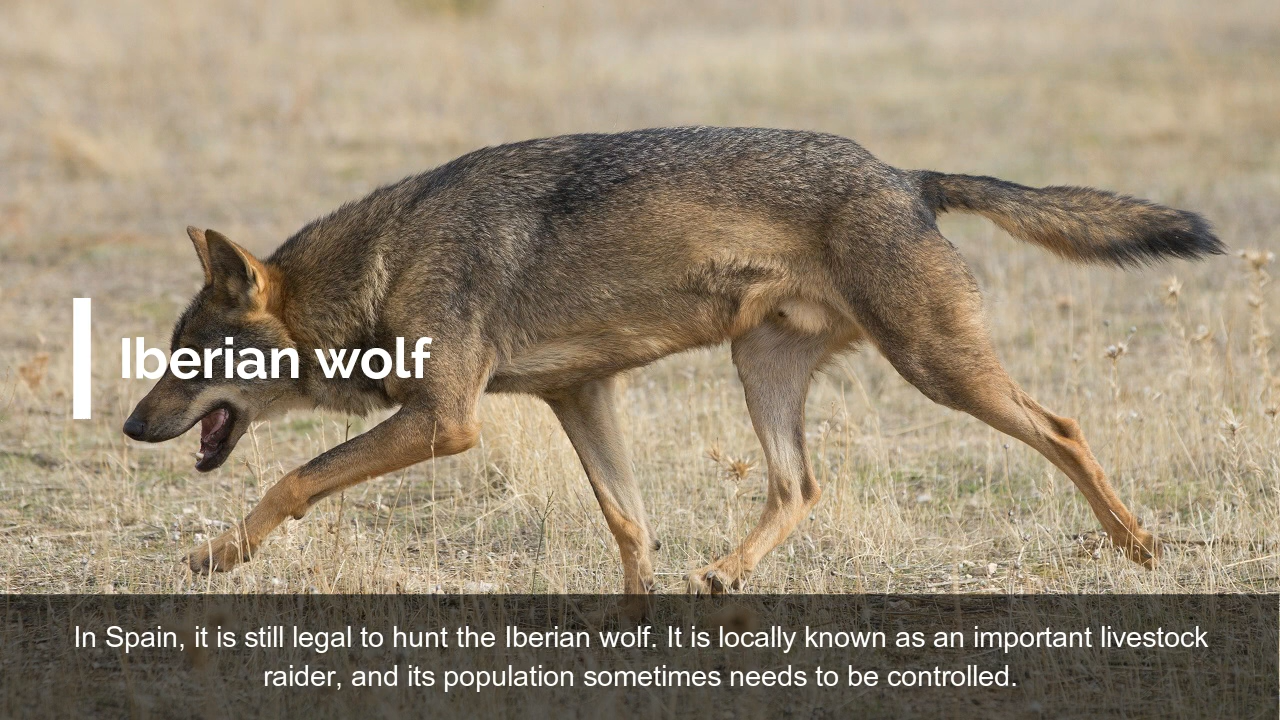 Iberian wolf
In Spain, it is still legal to hunt the Iberian wolf. It is locally known as an important livestock
raider, and its population sometimes needs to be controlled.